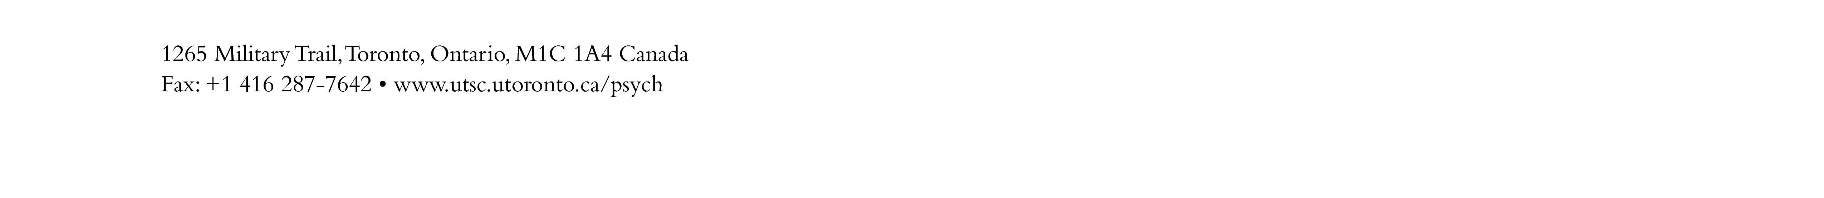 1265 Military Trail, Toronto, Ontario, M1C 1A4 Canada
Fax: +1 416 287-7642 • www.utsc.utoronto.ca/psych